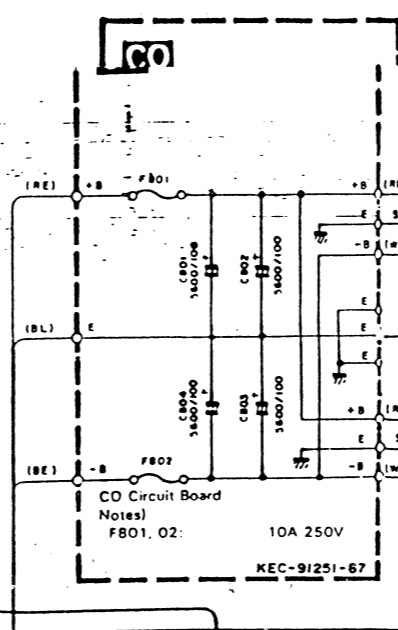 CO
F801
(RE) +B +B (R
E S
-B (W
C801 5600/100
C802 5600/100
E
(BL) E E
E
C804 5600/100
C803 5600/100
+B (R
E S
(BE) -B F802 -B (W
CO Circuit Board
Notes)
F801, 02: 10A 250V
KEC-91251-67